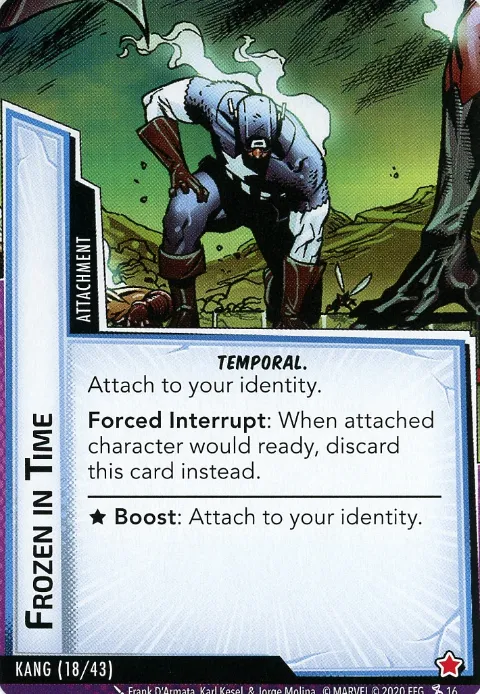 ATTACHMENT
TEMPORAL.
Attach to your identity.
Forced Interrupt: When attached
character would ready, discard
this card instead.
★ Boost: Attach to your identity.
FROZEN IN TIME
KANG (18/43)
Frank D'Armata, Karl Kesel, & Jorge Molina. © MARVEL © 2020 FFG 16